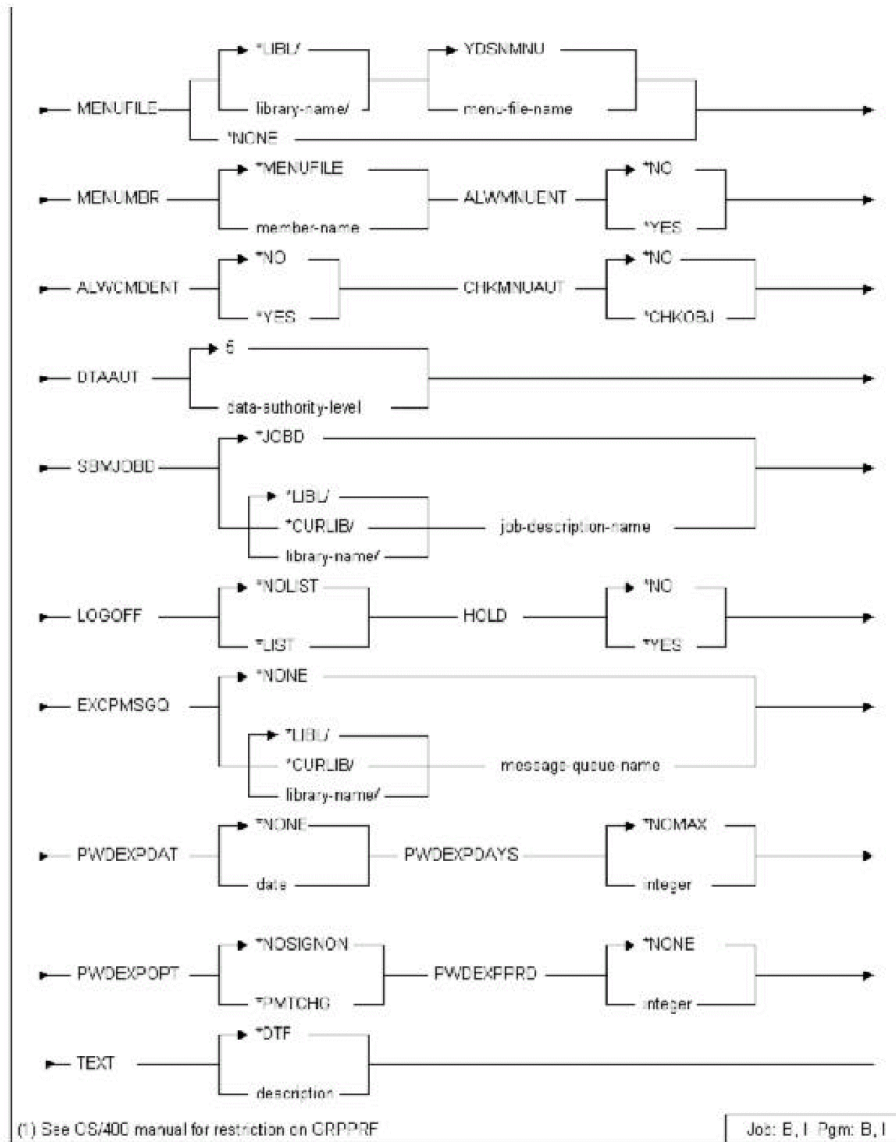 *LIBL/ YDSNMNU
MENUFILE library-name/ menu-file-name
*NONE
*MENUFILE *NO
MENUMBR ALWMNUENT
member-name *YES
*NO *NO
ALWCMDENT CHKMNUAUT
*YES *CHKOBJ
5
DTAAUT
data-authority-level
*JOBD
SBMJOBD
*LIBL/
*CURLIB/ job-description-name
library-name/
*NOLIST *NO
LOGOFF HOLD
*LIST *YES
*NONE
EXCPMSGQ
*LIBL/
*CURLIB/ message-queue-name
library-name/
*NONE *NOMAX
PWDEXPDAT PWDEXPDAYS
date integer
*NOSIGNON *NONE
PWDEXPOPT PWDEXPPRD
*PMTCHG integer
*DTF
TEXT
description
(1) See OS/400 manual for restriction on GRPPRF Job: B, I Pgm: B, I